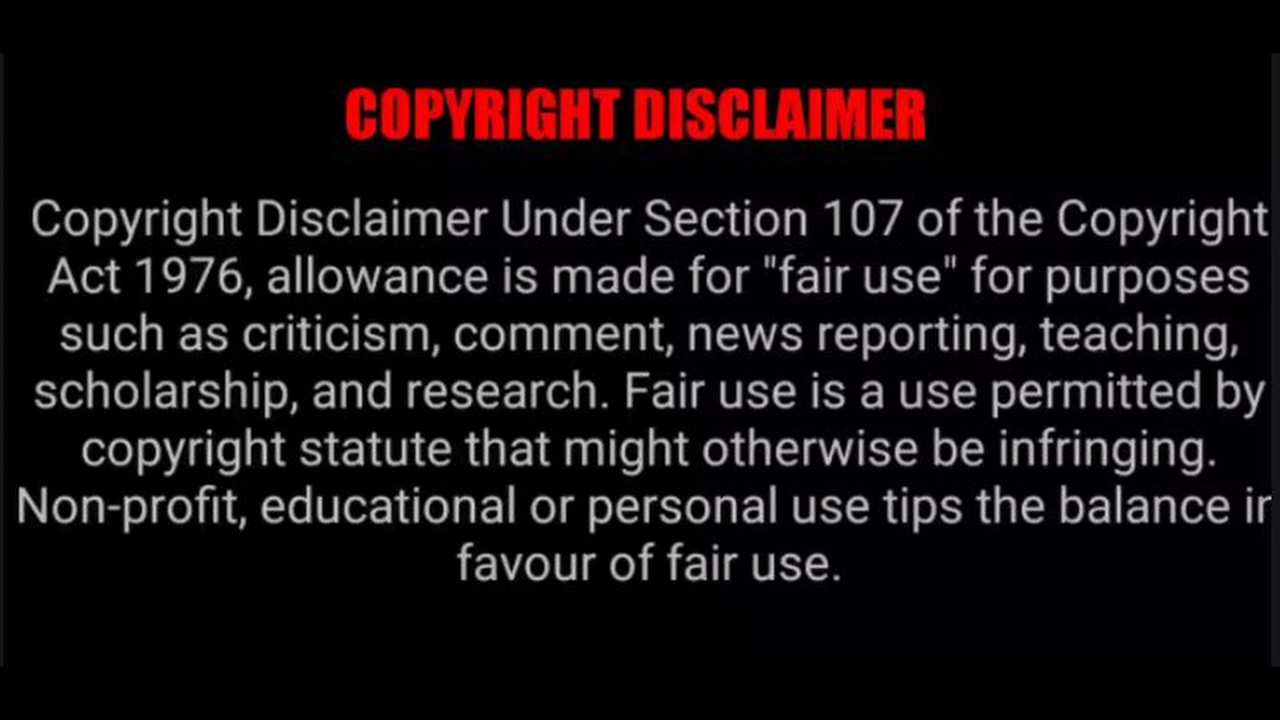 COPYRIGHT DISCLAIMER
Copyright Disclaimer Under Section 107 of the Copyright
Act 1976, allowance is made for "fair use" for purposes
such as criticism, comment, news reporting, teaching,
scholarship, and research. Fair use is a use permitted by
copyright statute that might otherwise be infringing.
Non-profit, educational or personal use tips the balance in
favour of fair use.